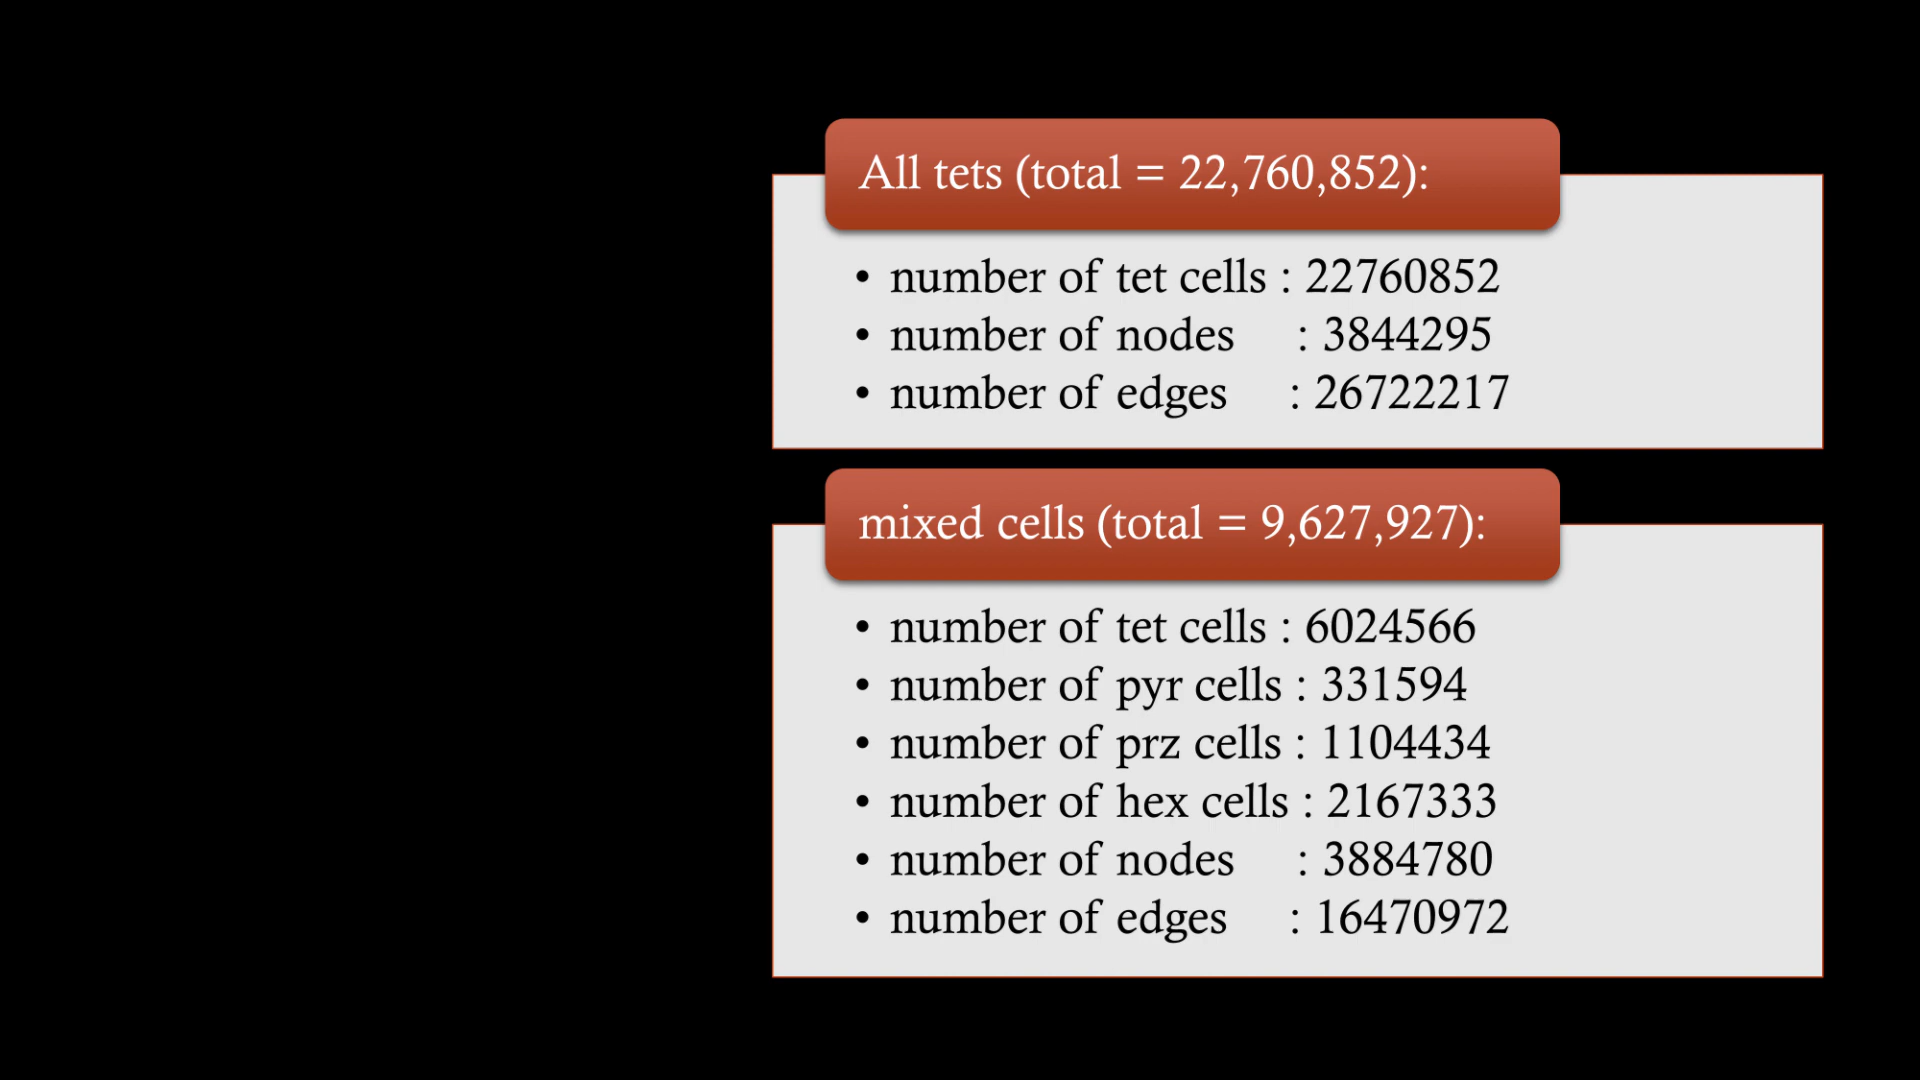 All tets (total = 22,760,852):
• number of tet cells : 22760852
• number of nodes : 3844295
• number of edges : 26722217
mixed cells (total = 9,627,927):
• number of tet cells : 6024566
• number of pyr cells : 331594
• number of prz cells : 1104434
• number of hex cells : 2167333
• number of nodes : 3884780
• number of edges : 16470972